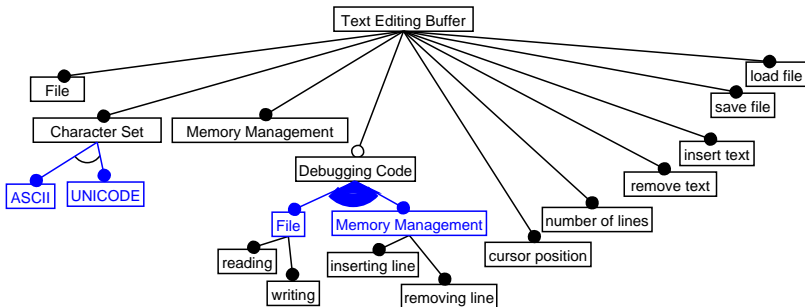 Text Editing Buffer
load file
File
save file
Character Set
Memory Management
insert text
Debugging Code
remove text
ASCII
UNICODE
number of lines
File
Memory Management
cursor position
reading
inserting line
writing
removing line